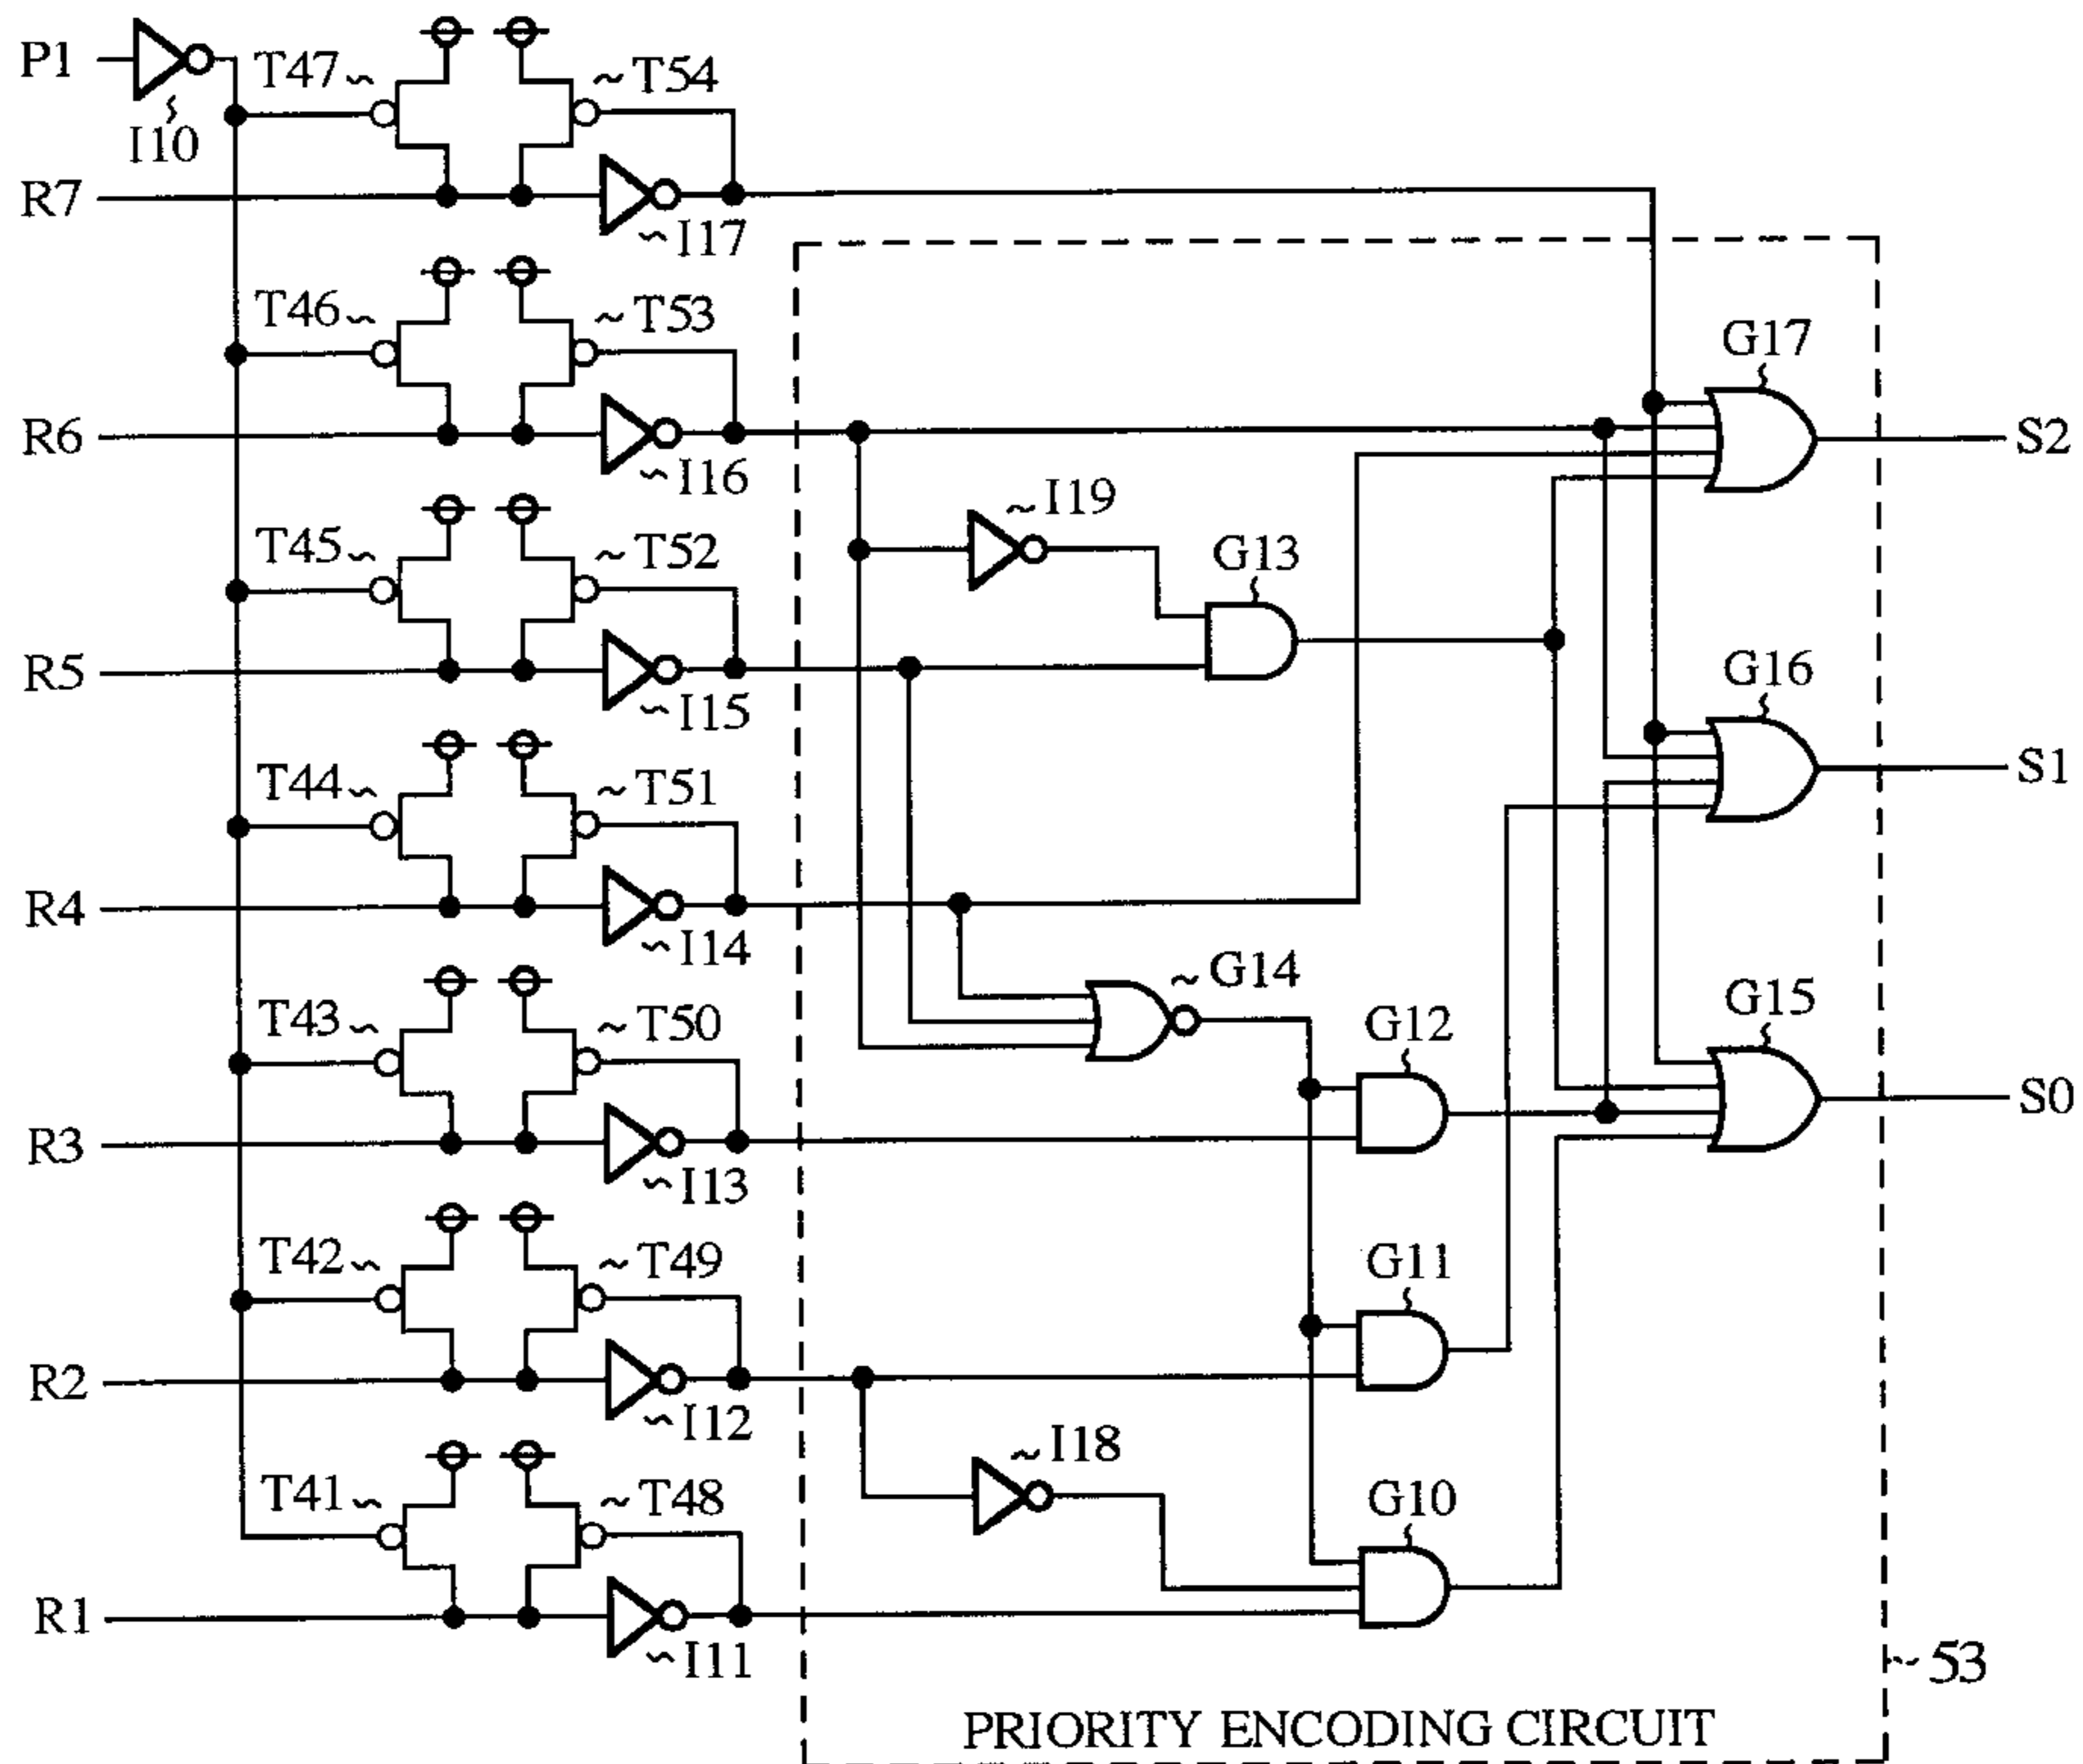 P1
I10
T47
T54
R7
I17
T46
T53
G17
R6
I16
S2
I19
T45
T52
G13
R5
I15
G16
T44
T51
S1
R4
I14
G14
T43
T50
G12
G15
R3
I13
S0
T42
T49
G11
R2
I12
I18
T41
T48
G10
R1
I11
53
PRIORITY ENCODING CIRCUIT